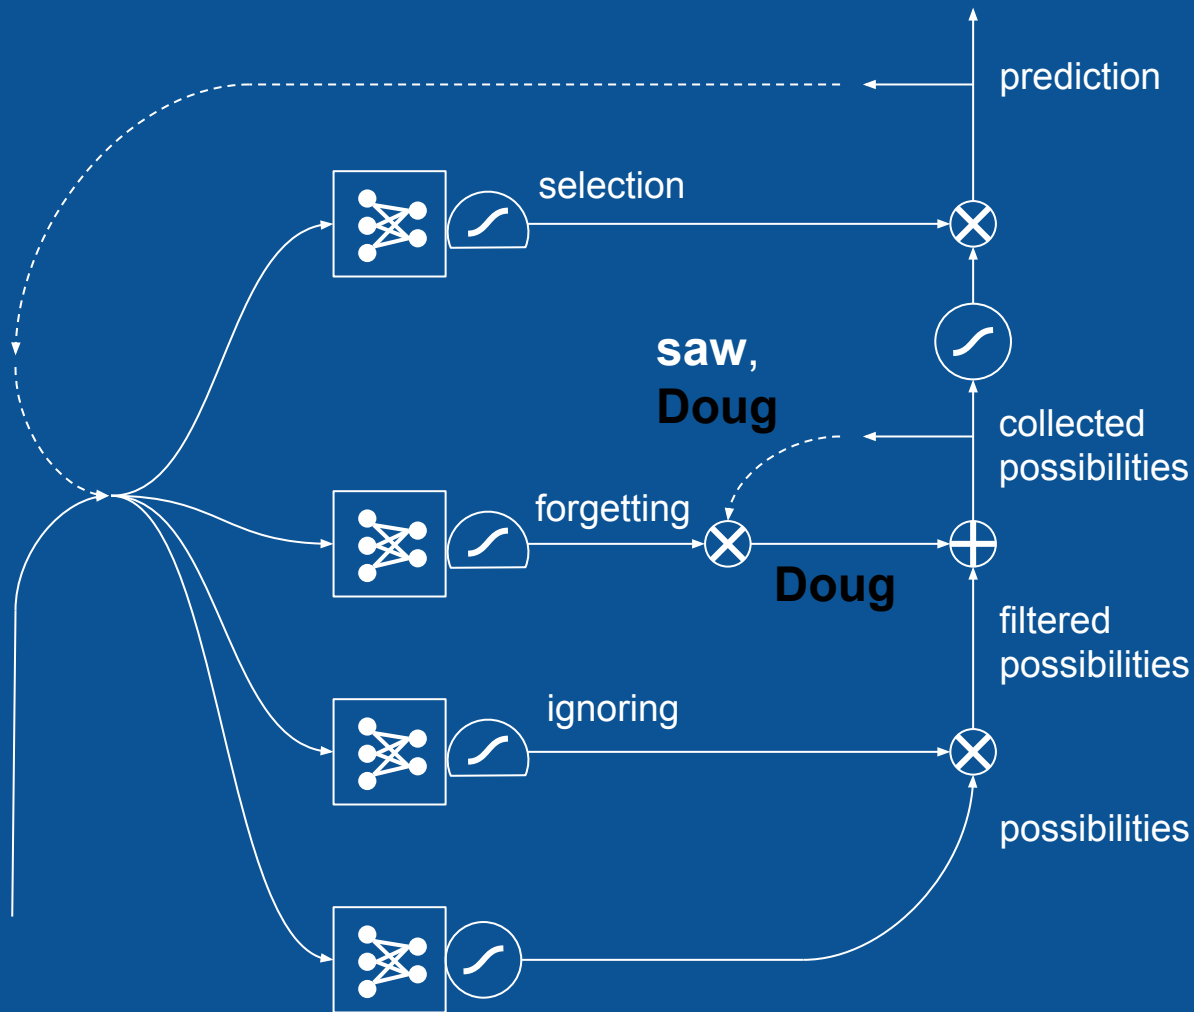 prediction
selection
saw,
Doug
collected
possibilities
forgetting
Doug
filtered
possibilities
ignoring
possibilities